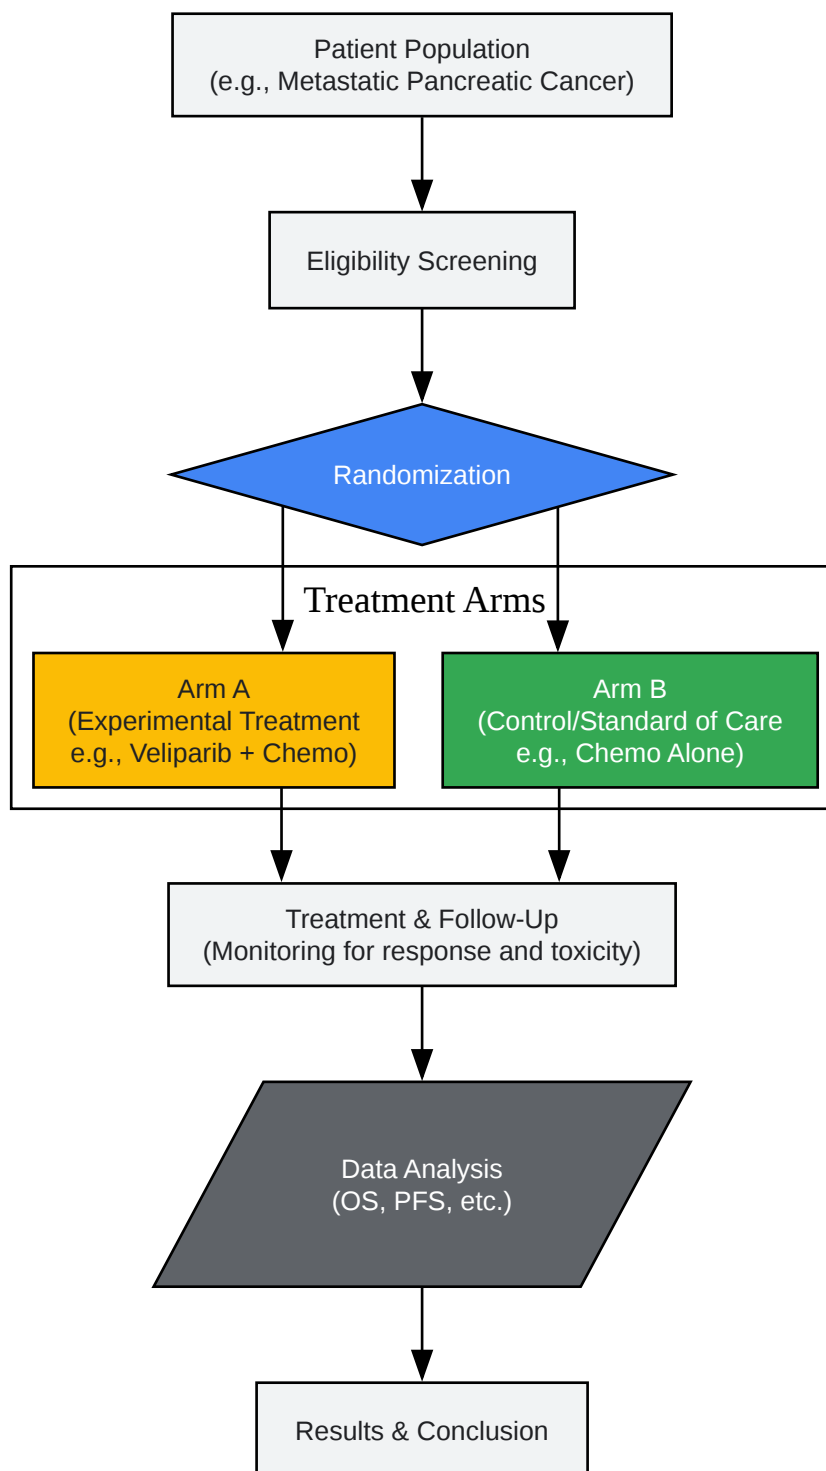 Patient Population
(e.g., Metastatic Pancreatic Cancer)
Eligibility Screening
Randomization
Treatment Arms
Arm A
(Experimental Treatment
e.g., Veliparib + Chemo)
Arm B
(Control/Standard of Care
e.g., Chemo Alone)
Treatment & Follow-Up
(Monitoring for response and toxicity)
Data Analysis
(OS, PFS, etc.)
Results & Conclusion